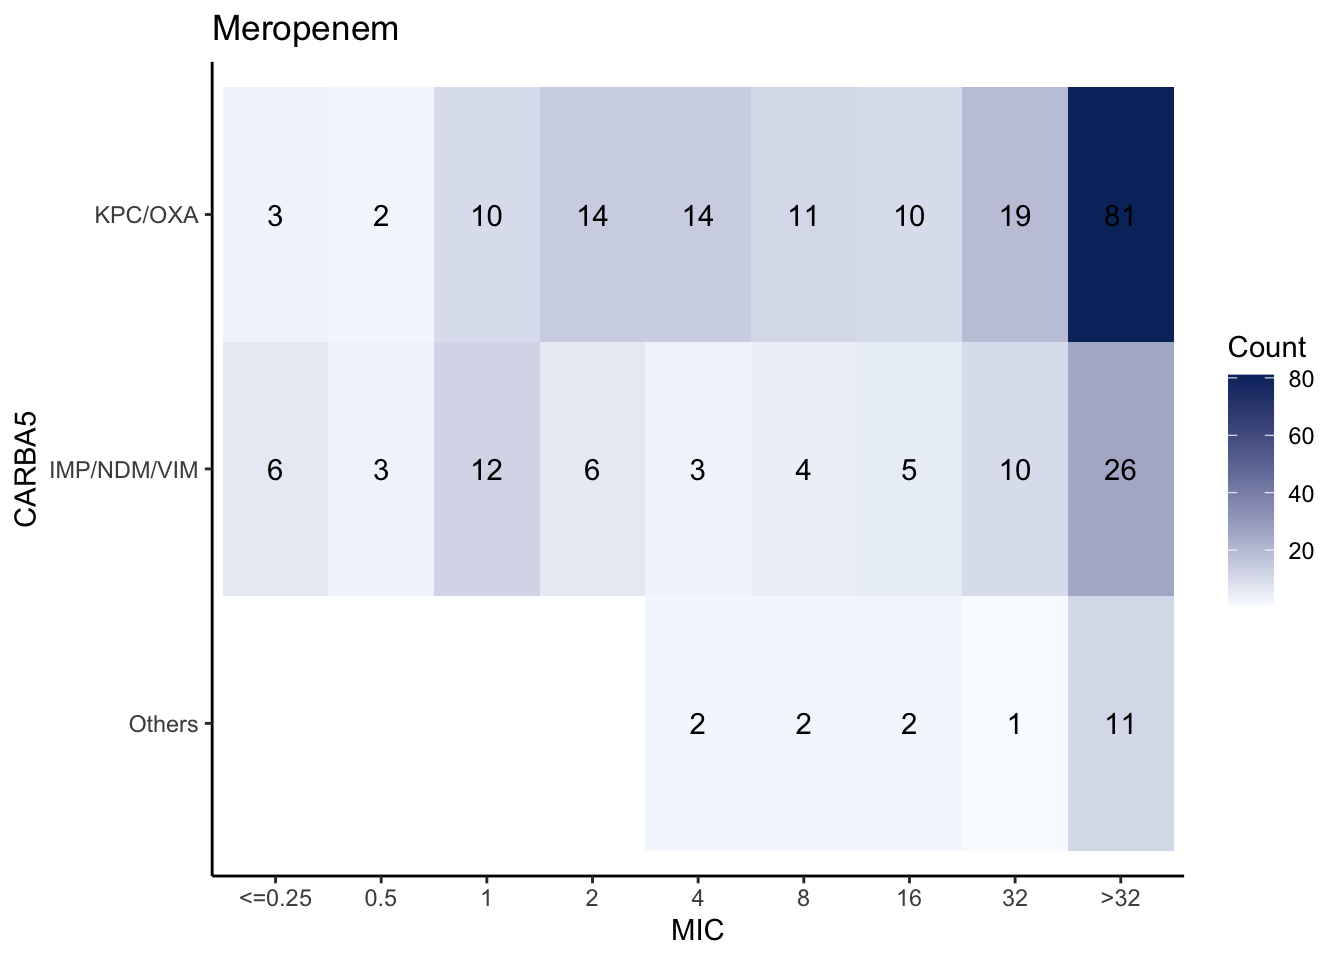 Meropenem
KPC/OXA 3 2 10 14 14 11 10 19 81
IMP/NDM/VIM 6 3 12 6 3 4 5 10 26
Others 2 2 2 1 11
CARBA5
<=0.25 0.5 1 2 4 8 16 32 >32
MIC
Count
80
60
40
20